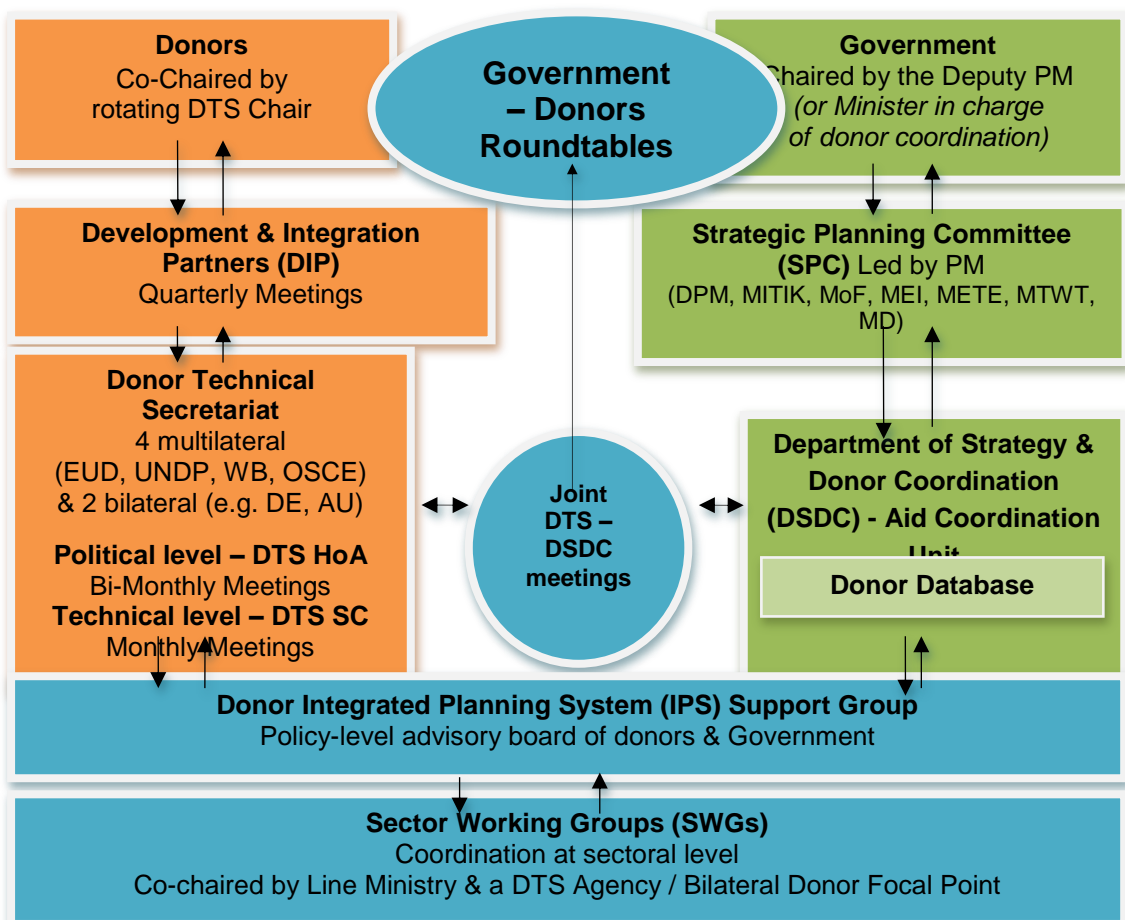 Donors
Co-Chaired by
rotating DTS Chair
Government
– Donors
Roundtables
Government
Chaired by the Deputy PM
(or Minister in charge
of donor coordination)
Development & Integration
Partners (DIP)
Quarterly Meetings
Strategic Planning Committee
(SPC) Led by PM
(DPM, MITIK, MoF, MEI, METE, MTWT,
MD)
Donor Technical
Secretariat
4 multilateral
(EUD, UNDP, WB, OSCE)
& 2 bilateral (e.g. DE, AU)
Political level – DTS HoA
Bi-Monthly Meetings
Technical level – DTS SC
Monthly Meetings
Joint
DTS –
DSDC
meetings
Department of Strategy &
Donor Coordination
(DSDC) - Aid Coordination
Unit
Donor Database
Donor Integrated Planning System (IPS) Support Group
Policy-level advisory board of donors & Government
Sector Working Groups (SWGs)
Coordination at sectoral level
Co-chaired by Line Ministry & a DTS Agency / Bilateral Donor Focal Point